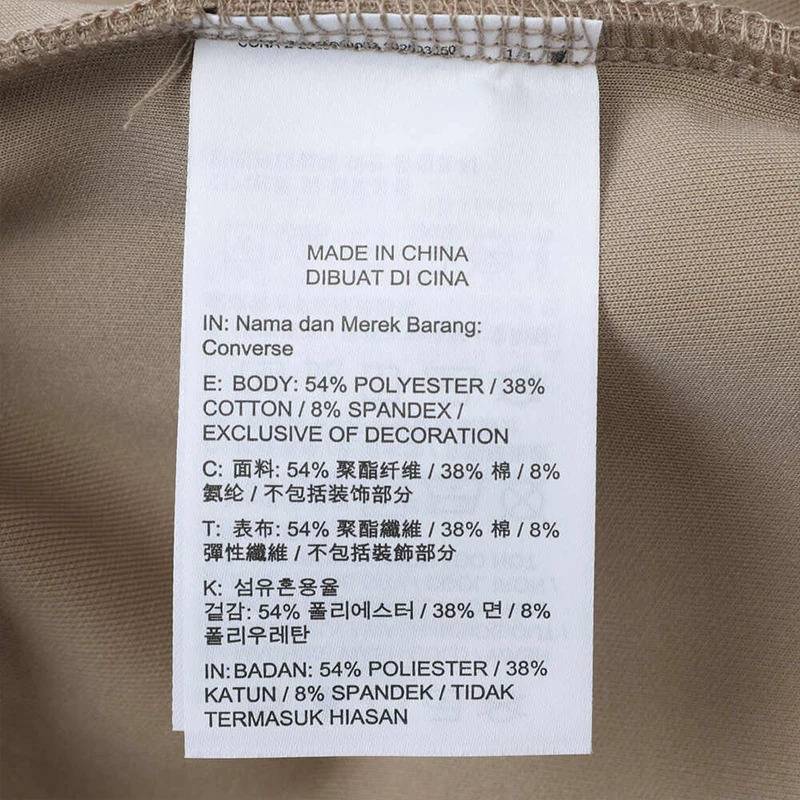 MADE IN CHINA
DIBUAT DI CINA
IN: Nama dan Merek Barang:
Converse
E: BODY: 54% POLYESTER / 38%
COTTON / 8% SPANDEX /
EXCLUSIVE OF DECORATION
C: 面料: 54% 聚酯纤维 / 38% 棉 / 8%
氨纶 / 不包括装饰部分
T: 表布: 54% 聚酯纖維 / 38% 棉 / 8%
彈性纖維 / 不包括裝飾部分
K: 섬유혼용율
겉감: 54% 폴리에스터 / 38% 면 / 8%
폴리우레탄
IN: BADAN: 54% POLIESTER / 38%
KATUN / 8% SPANDEK / TIDAK
TERMASUK HIASAN